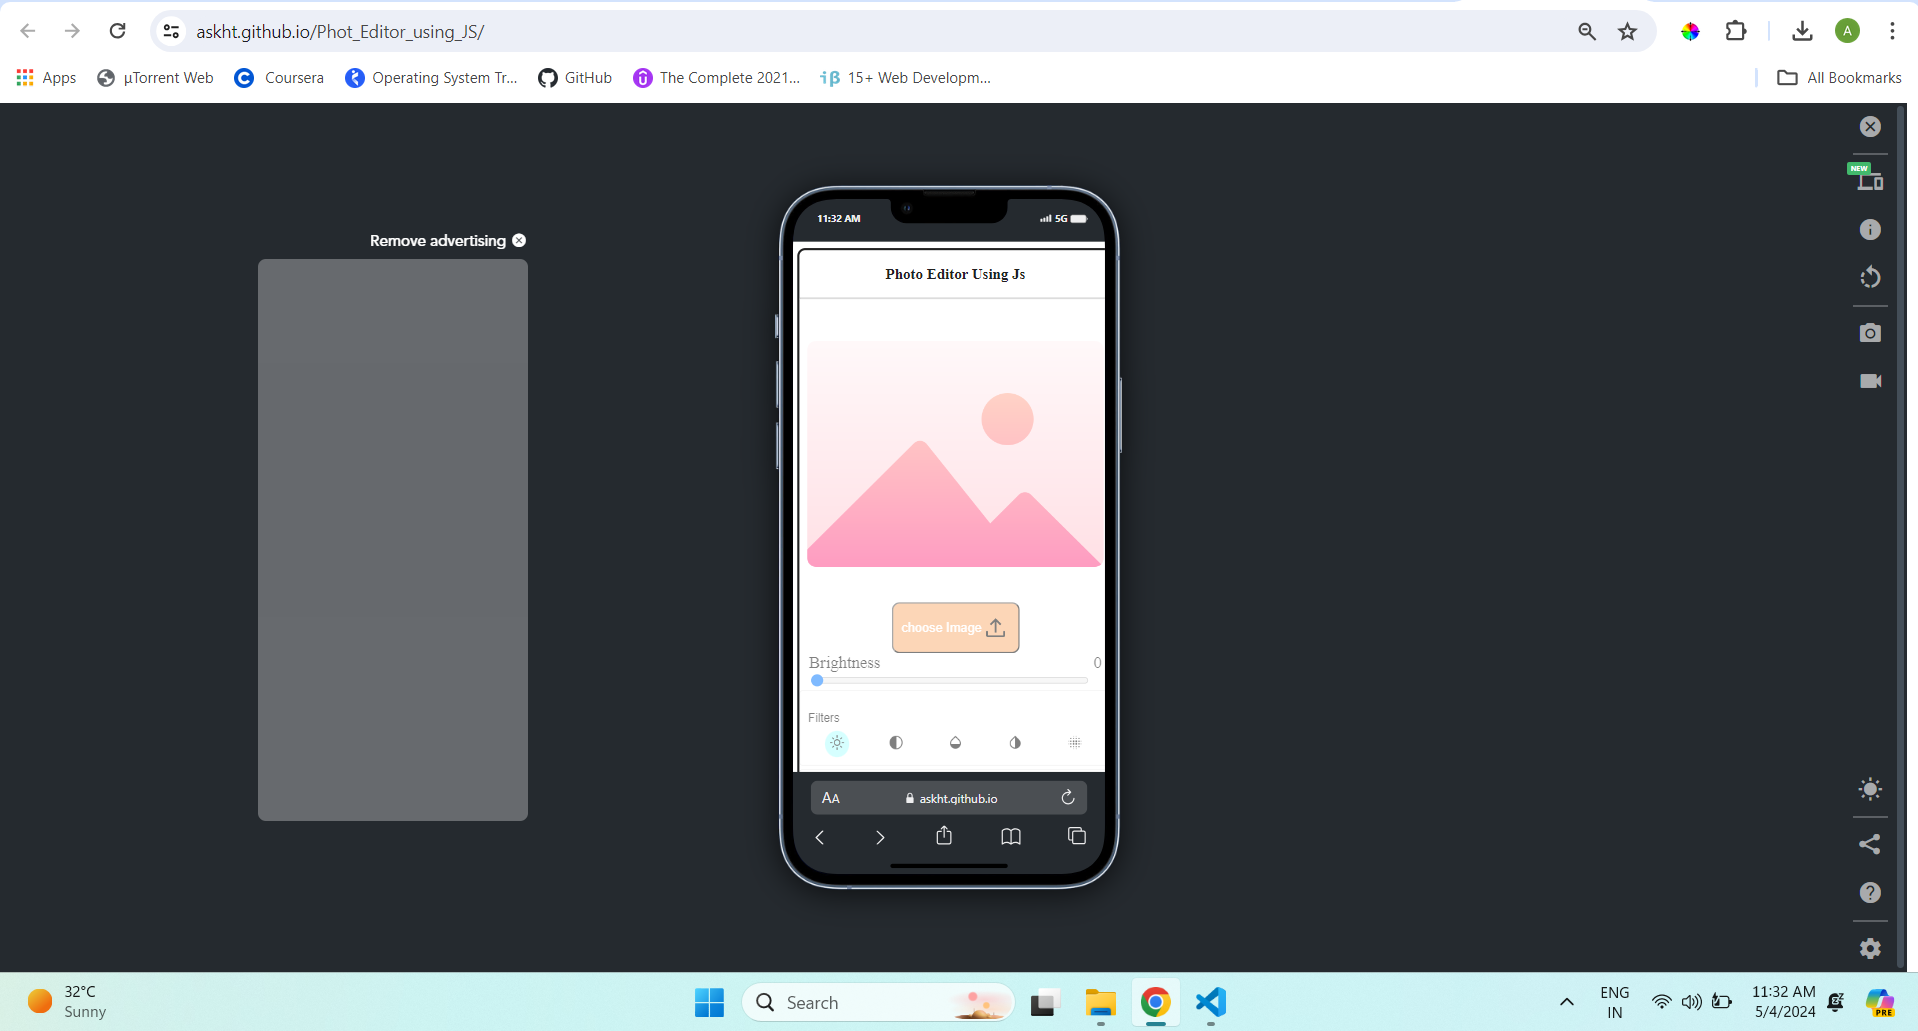 askht.github.io/Phot_Editor_using_JS/
A
Apps
µTorrent Web
Coursera
Operating System Tr...
GitHub
The Complete 2021...
15+ Web Developm...
All Bookmarks
NEW
Remove advertising
11:32 AM
5G
Photo Editor Using Js
choose Image
Brightness
0
Filters
AA
askht.github.io
32°C
Sunny
Search
ENG
IN
11:32 AM
5/4/2024
PRE